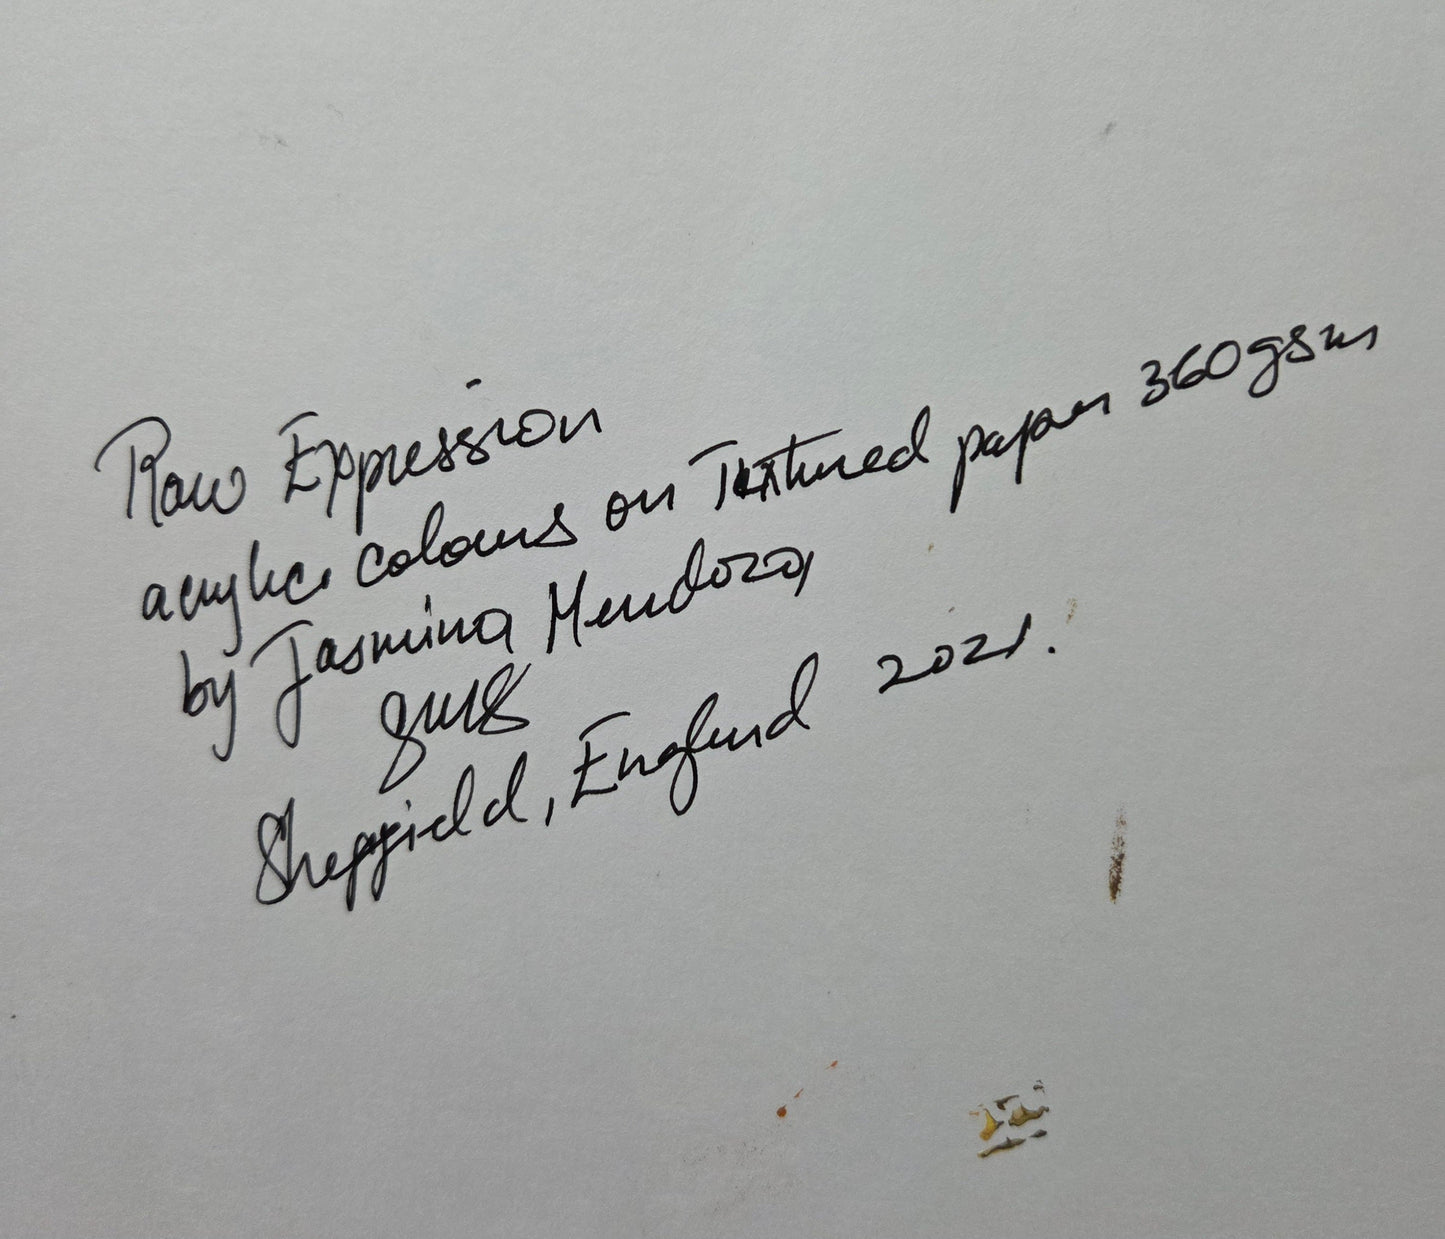 Raw Expression
acrylic colours on Textured paper 360gsm
by Jasmina Mendoza,
Sheffield, England 2021.